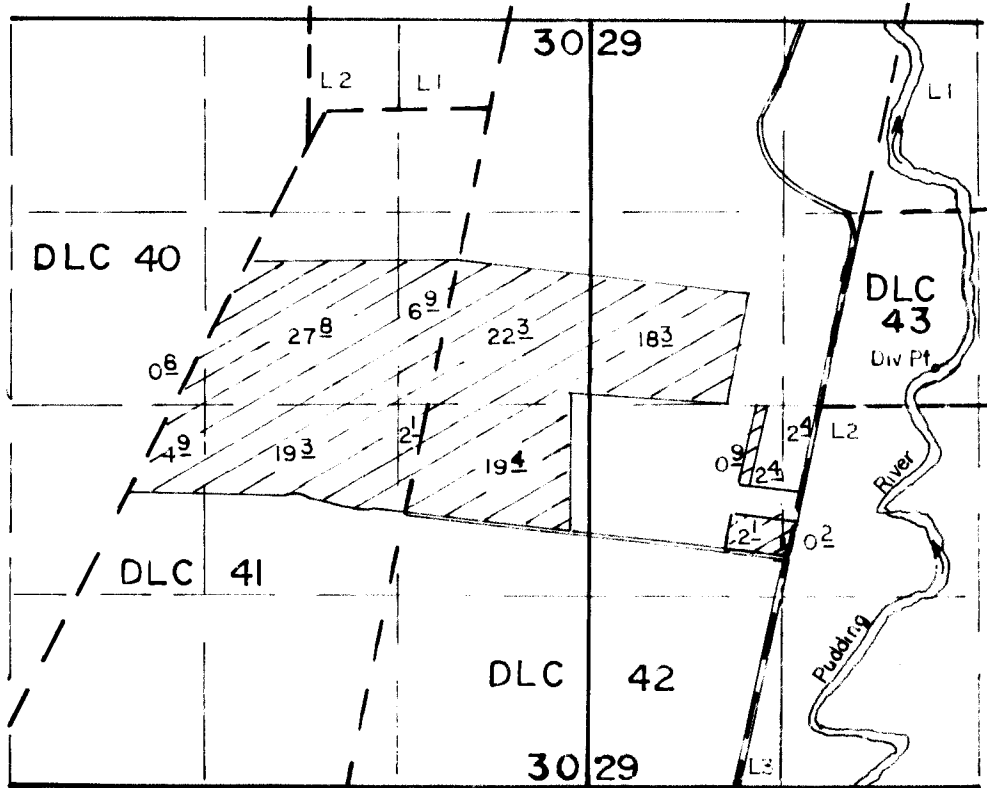 30 29
L2
L1
L1
DLC 40
DLC
43
6 9
27 8
22 3
18 3
0 8
Div Pt
2 1
2 4
L2
4 9
19 3
19 4
0 9
2 4
River
2 1
0 2
DLC 41
Pudding
DLC 42
30 29
L3